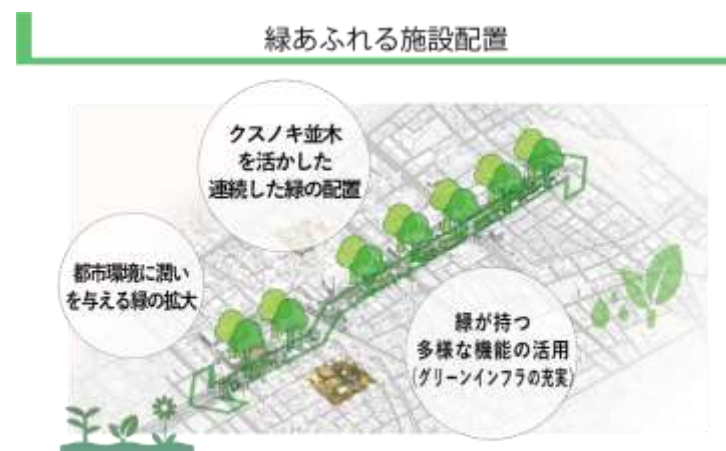 緑あふれる施設配置
クスノキ並木
を活かした
連続した緑の配置
都市環境に潤い
を与える緑の拡大
緑が持つ
多様な機能の活用
(グリーンインフラの充実)